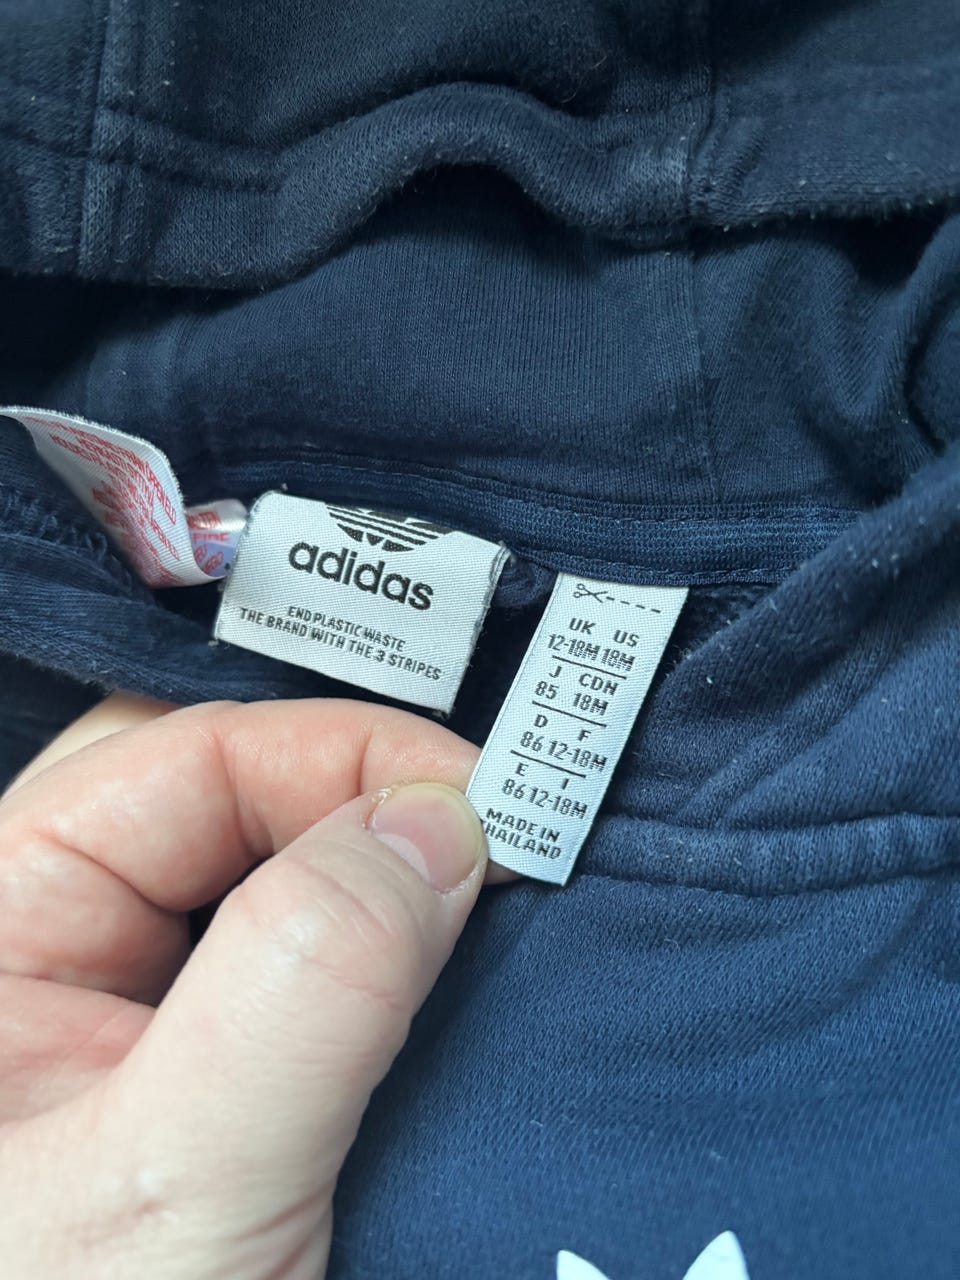 adidas
END PLASTIC WASTE
THE BRAND WITH THE 3 STRIPES
UK US
12-18M 18M
J CDN
85 18M
D F
86 12-18M
E I
86 12-18M
MADE IN
HAILAND